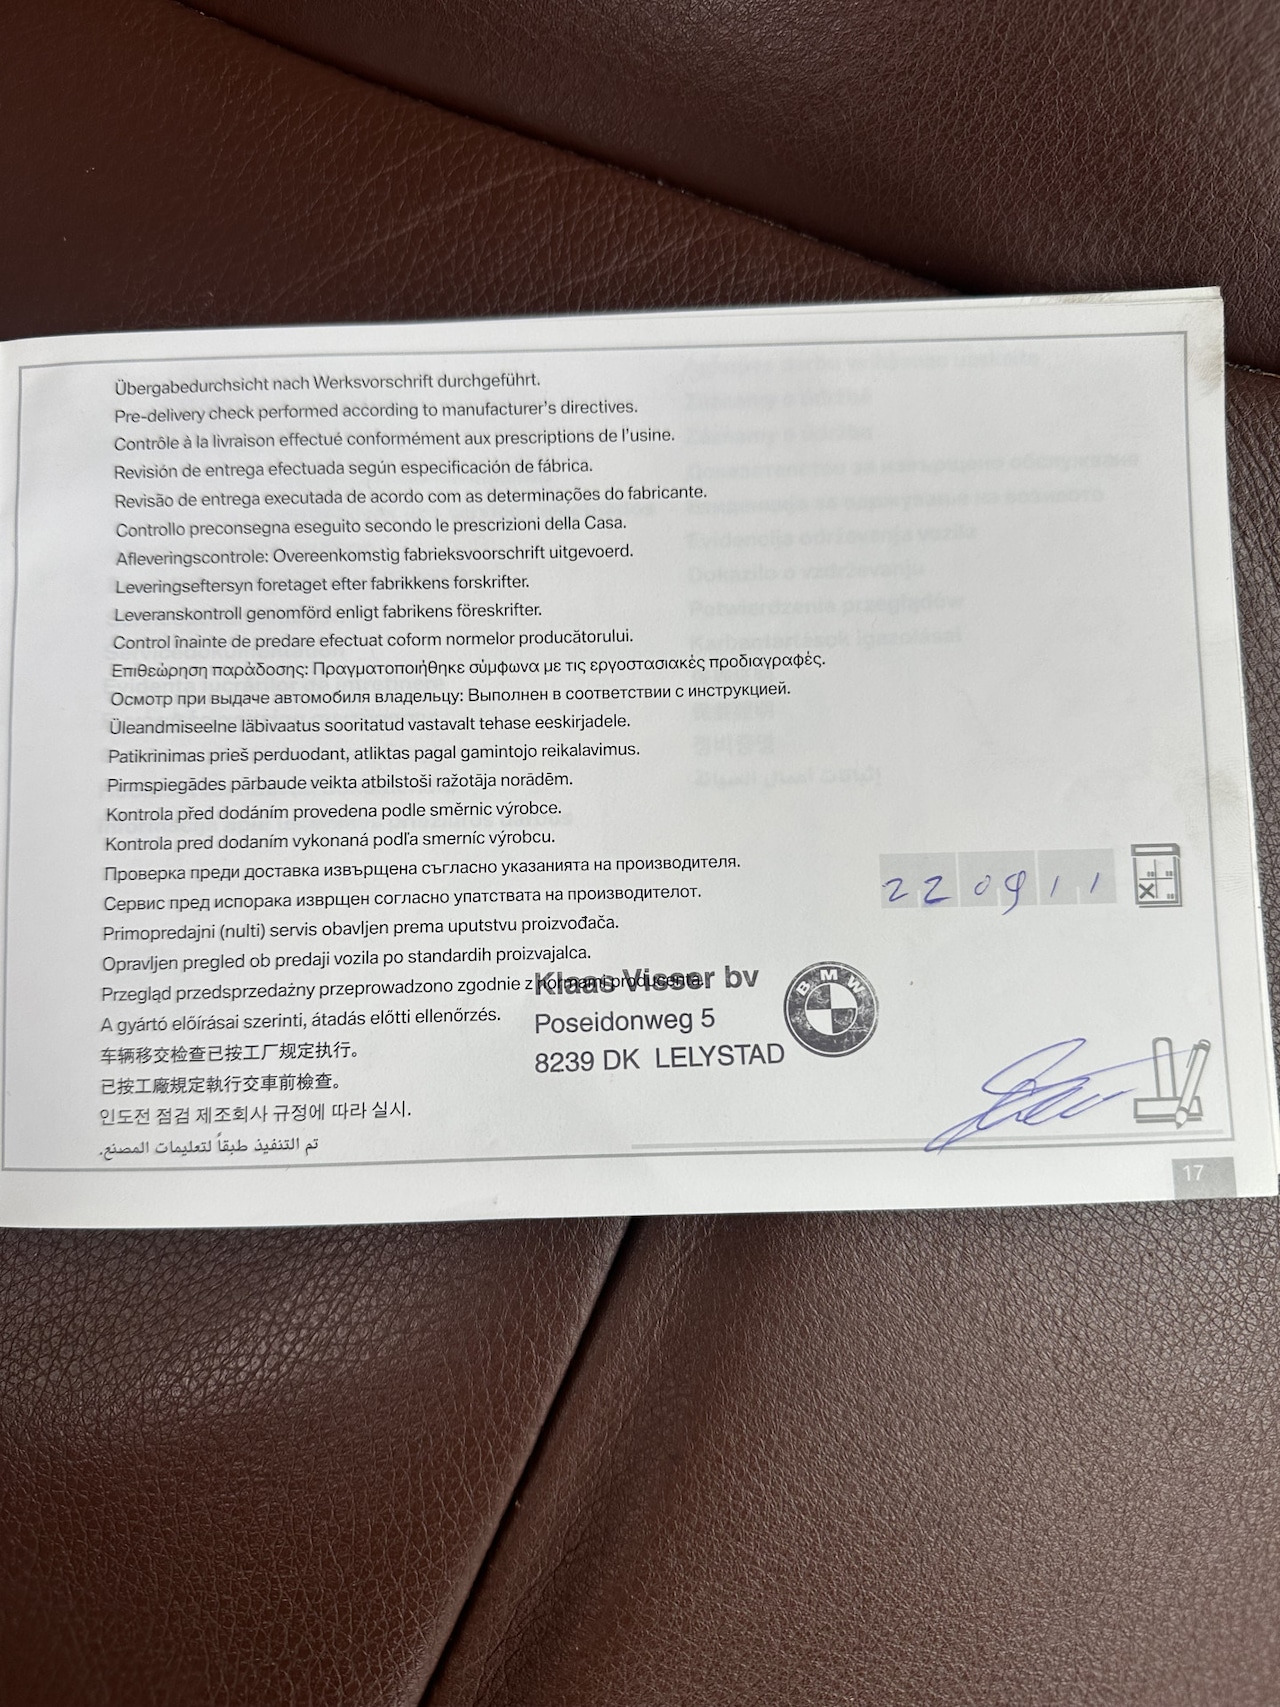 Übergabedurchsicht nach Werksvorschrift durchgeführt.
Pre-delivery check performed according to manufacturer's directives.
Contrôle à la livraison effectué conformément aux prescriptions de l'usine.
Revisión de entrega efectuada según especificación de fábrica.
Revisão de entrega executada de acordo com as determinações do fabricante.
Controllo preconsegna eseguito secondo le prescrizioni della Casa.
Afleveringscontrole: Overeenkomstig fabrieksvoorschrift uitgevoerd.
Leveringseftersyn foretaget efter fabrikkens forskrifter.
Leveranskontroll genomförd enligt fabrikens föreskrifter.
Control înainte de predare efectuat coform normelor producătorului.
Επιθεώρηση παράδοσης: Πραγματοποιήθηκε σύμφωνα με τις εργοστασιακές προδιαγραφές.
Осмотр при выдаче автомобиля владельцу: Выполнен в соответствии с инструкцией.
Üleandmiseelne läbivaatus sooritatud vastavalt tehase eeskirjadele.
Patikrinimas prieš perduodant, atliktas pagal gamintojo reikalavimus.
Pirmspiegādes pārbaude veikta atbilstoši ražotāja norādēm.
Kontrola před dodáním provedena podle směrnic výrobce.
Kontrola pred dodaním vykonaná podľa smerníc výrobcu.
Проверка преди доставка извършена съгласно указанията на производителя.
Сервис пред испорака изврщен согласно упатствата на производителот.
Primopredajni (nulti) servis obavljen prema uputstvu proizvođača.
Opravljen pregled ob predaji vozila po standardih proizvajalca.
Przegląd przedsprzedażny przeprowadzono zgodnie z normami producenta.
A gyártó előírásai szerinti, átadás előtti ellenőrzés.
车辆移交检查已按工厂规定执行。
已按工廠規定執行交車前檢查。
인도전 점검 제조회사 규정에 따라 실시.
تم التنفيذ طبقاً لتعليمات المصنع.
220911
Klaas Visser bv
Poseidonweg 5
8239 DK LELYSTAD
BMW
17